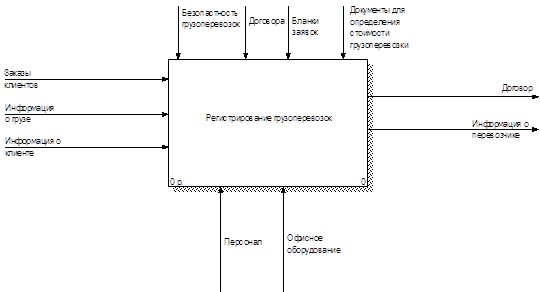 Безопастность
грузоперевозок
Договора
Бланки
заявок
Документы для
определения
стоимости
грузоперевозки
Заказы
клиентов
Информация
о грузе
Информация о
клиенте
Регистрирование грузоперевозок
0 р.
0
Договор
Информация о
перевозчике
Персонал
Офисное
оборудование